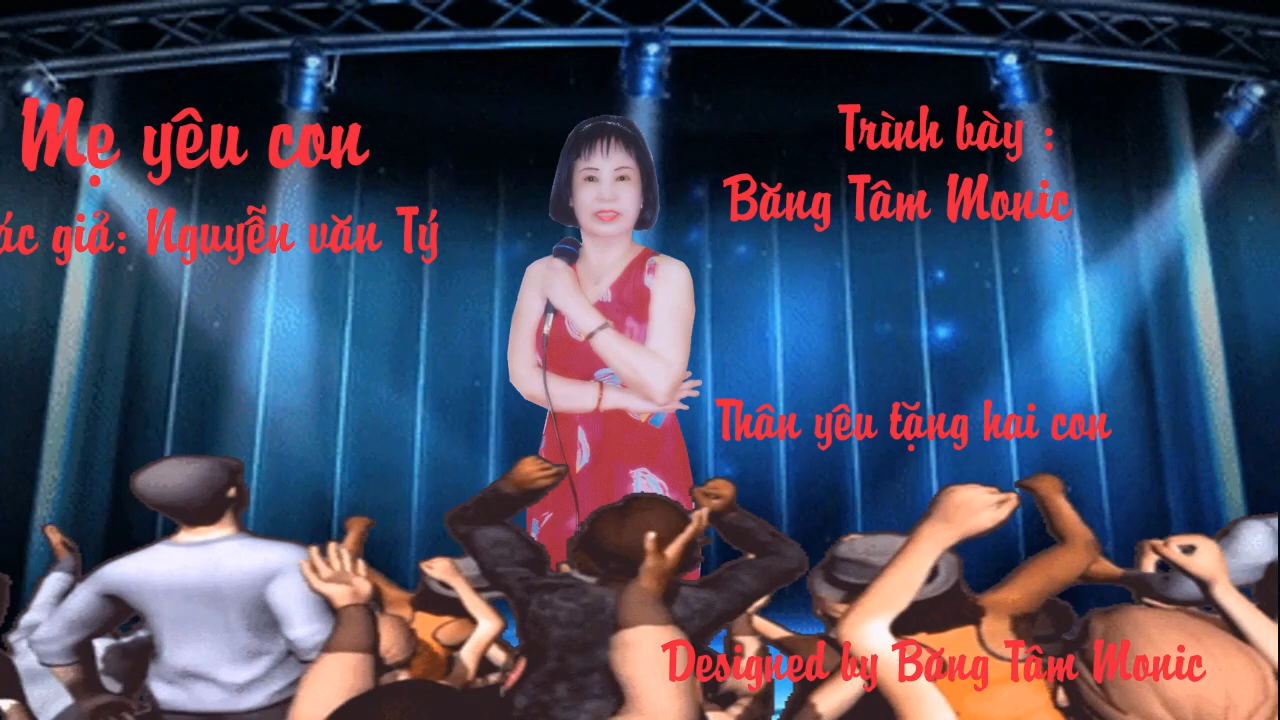 Mẹ yêu con
ác giả: Nguyễn văn Tý
Trình bày :
Băng Tâm Monic
Thân yêu tặng hai con
Designed by Băng Tâm Monic